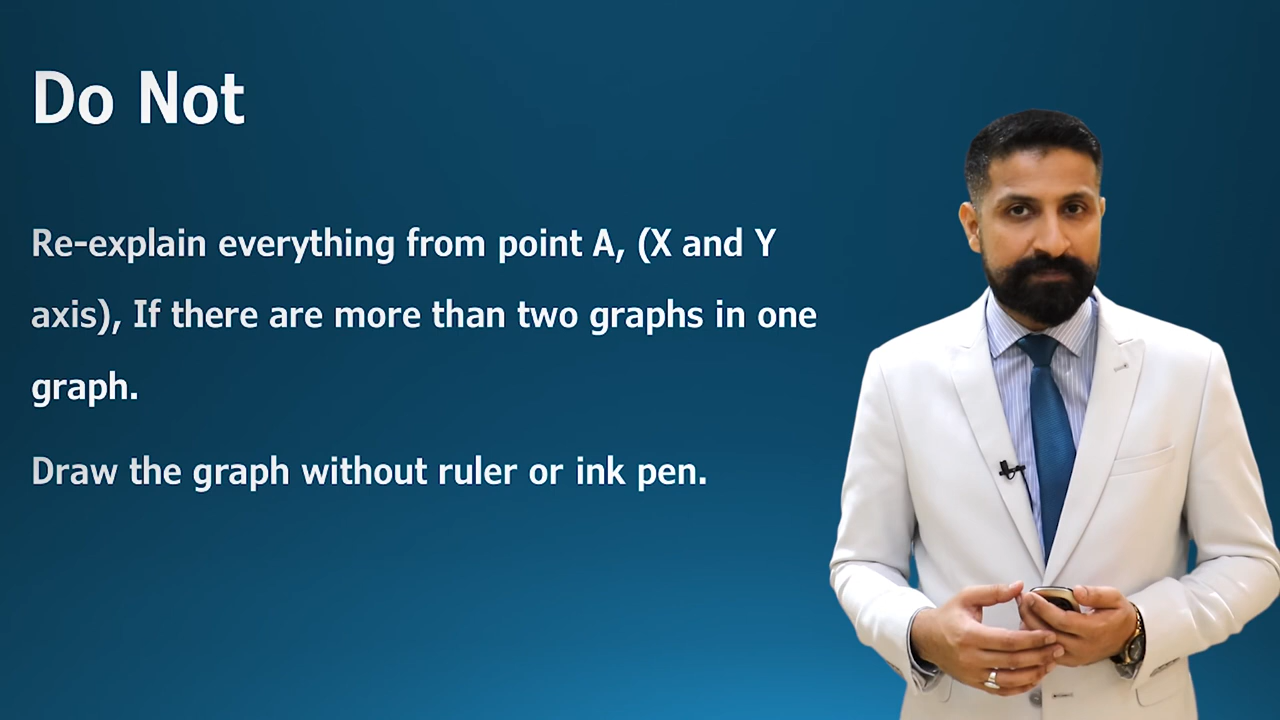 Do Not
Re-explain everything from point A, (X and Y
axis), If there are more than two graphs in one
graph.
Draw the graph without ruler or ink pen.